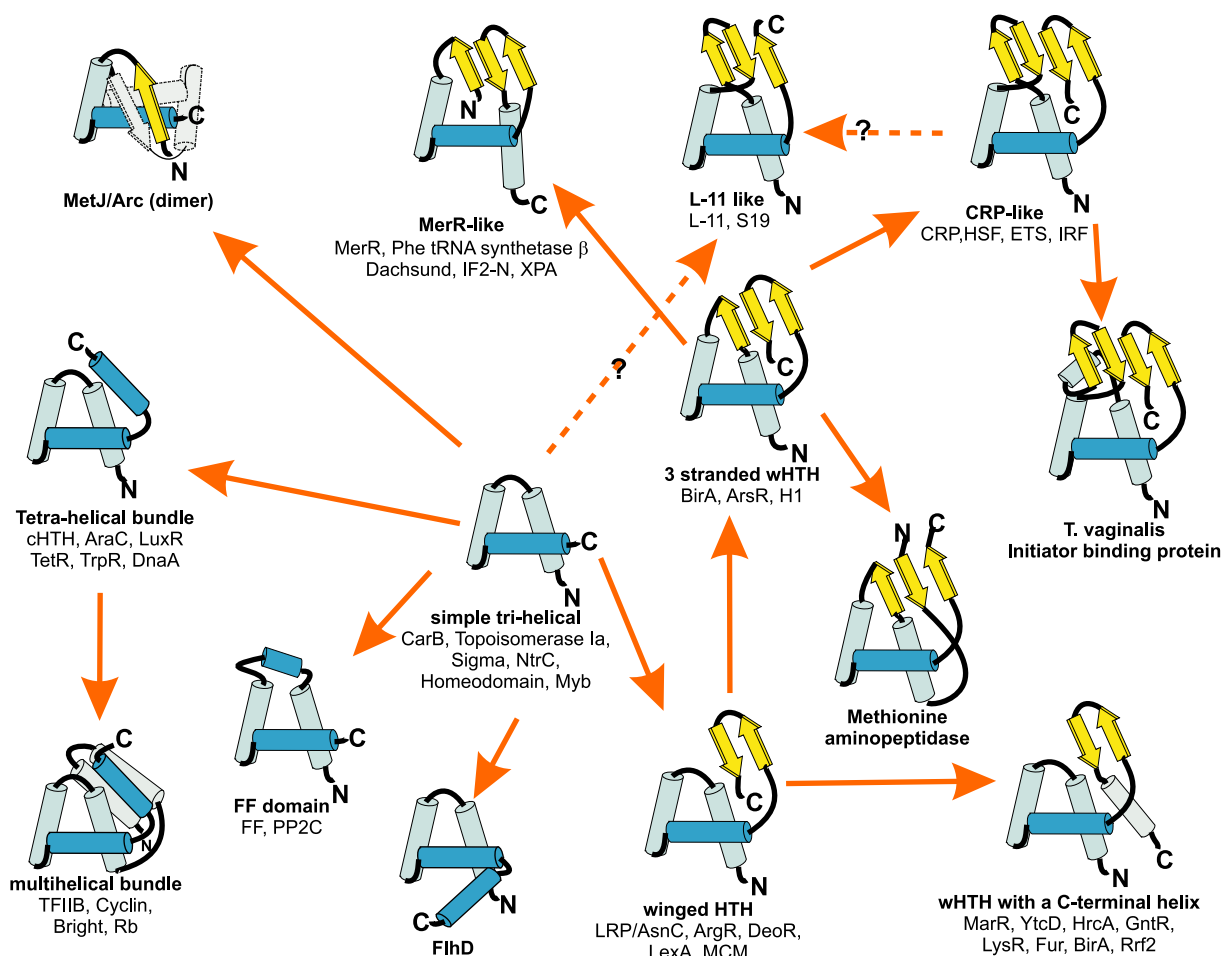 C
N
MetJ/Arc (dimer)
N
C
MerR-like
MerR, Phe tRNA synthetase β
Dachsund, IF2-N, XPA
C
N
L-11 like
L-11, S19
?
C
N
CRP-like
CRP,HSF, ETS, IRF
?
C
N
3 stranded wHTH
BirA, ArsR, H1
C
N
T. vaginalis
Initiator binding protein
C
N
Tetra-helical bundle
cHTH, AraC, LuxR
TetR, TrpR, DnaA
C
N
simple tri-helical
CarB, Topoisomerase Ia,
Sigma, NtrC,
Homeodomain, Myb
N
C
Methionine
aminopeptidase
C
N
multihelical bundle
TFIIB, Cyclin,
Bright, Rb
C
N
FF domain
FF, PP2C
N
C
FlhD
C
N
winged HTH
LRP/AsnC, ArgR, DeoR,
LexA, MCM
C
N
wHTH with a C-terminal helix
MarR, YtcD, HrcA, GntR,
LysR, Fur, BirA, Rrf2